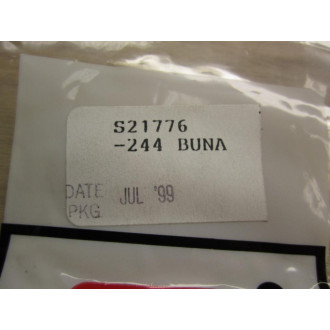 S21776
-244 BUNA
DATE JUL '99
PKG